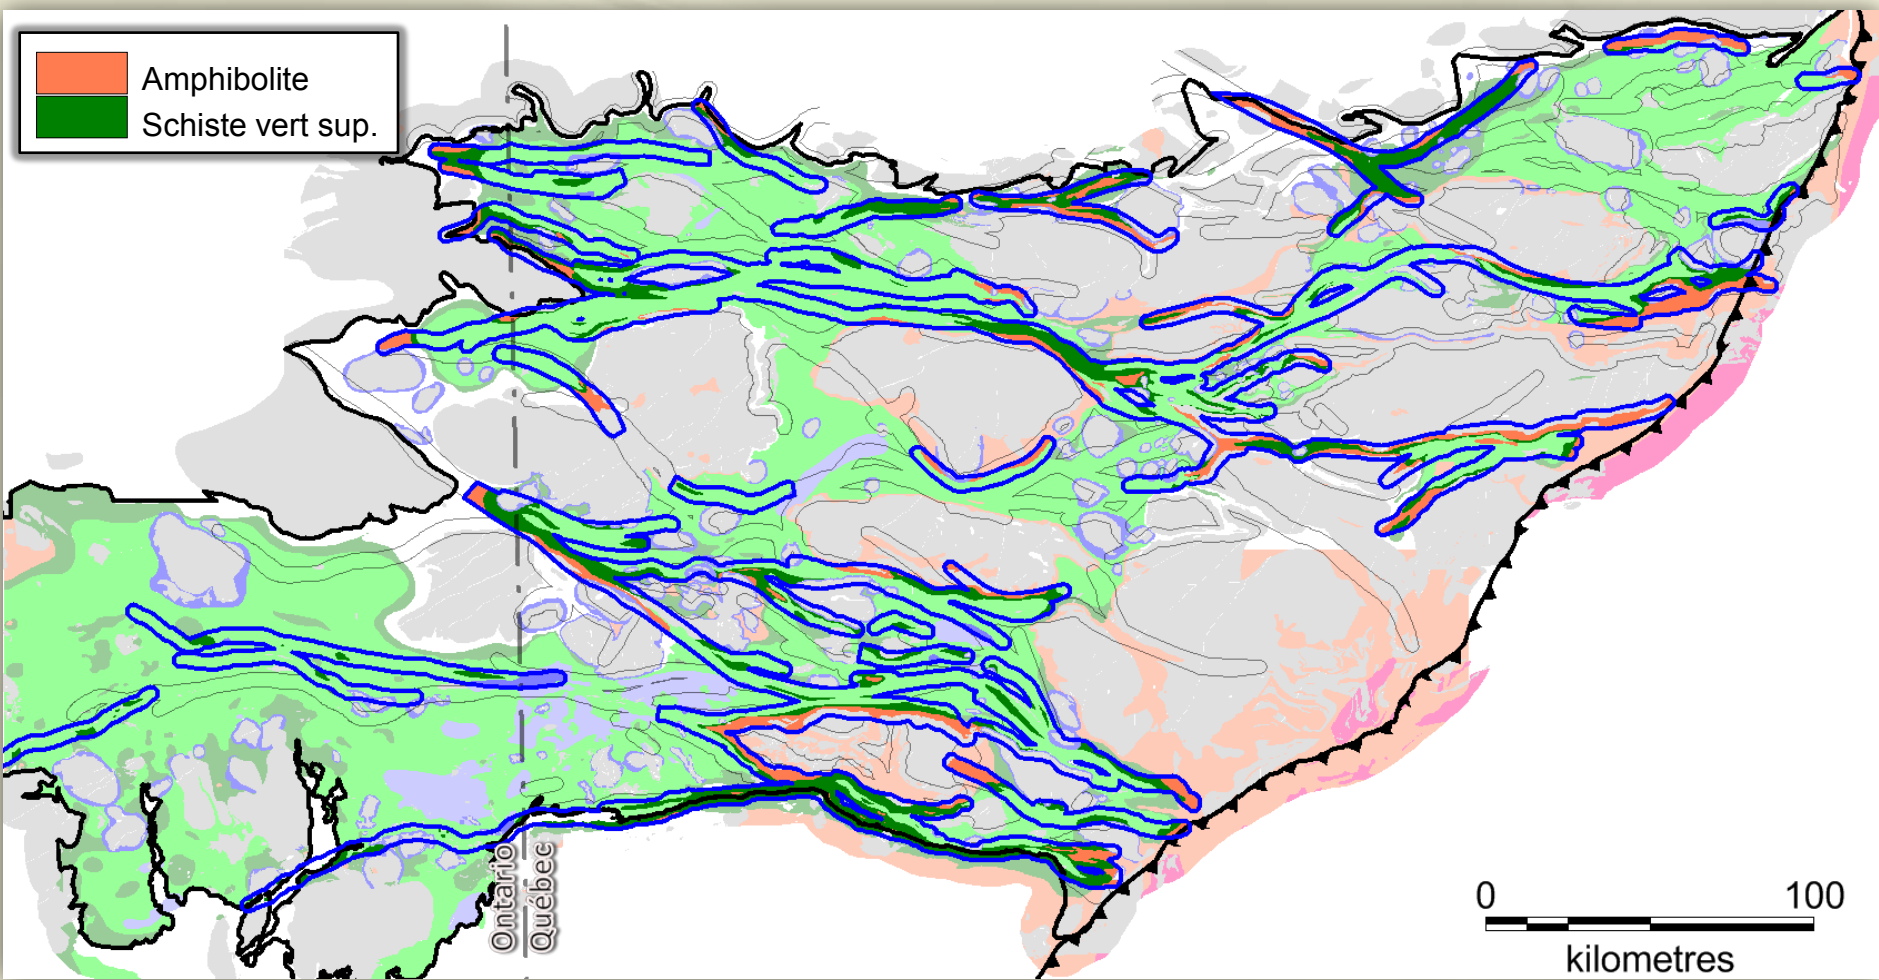 Amphibolite
Schiste vert sup.
Ontario
Québec
0 100
kilometres